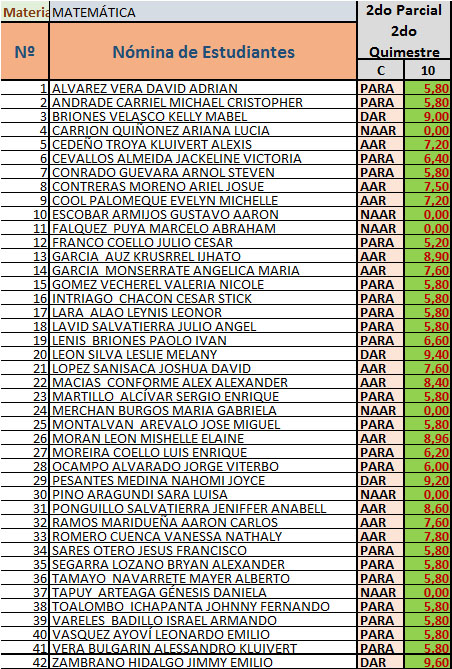 Materia MATEMÁTICA
2do Parcial
2do
Quimestre
Nº Nómina de Estudiantes
C 10
1 ALVAREZ VERA DAVID ADRIAN PARA 5,80
2 ANDRADE CARRIEL MICHAEL CRISTOPHER PARA 5,80
3 BRIONES VELASCO KELLY MABEL DAR 9,00
4 CARRION QUIÑONEZ ARIANA LUCIA NAAR 0,00
5 CEDEÑO TROYA KLUIVERT ALEXIS AAR 7,20
6 CEVALLOS ALMEIDA JACKELINE VICTORIA PARA 6,40
7 CONRADO GUEVARA ARNOL STEVEN PARA 5,80
8 CONTRERAS MORENO ARIEL JOSUE AAR 7,50
9 COOL PALOMEQUE EVELYN MICHELLE AAR 7,20
10 ESCOBAR ARMIJOS GUSTAVO AARON NAAR 0,00
11 FALQUEZ PUYA MARCELO ABRAHAM NAAR 0,00
12 FRANCO COELLO JULIO CESAR PARA 5,20
13 GARCIA AUZ KRUSRREL IJHATO AAR 8,90
14 GARCIA MONSERRATE ANGELICA MARIA AAR 7,60
15 GOMEZ VECHEREL VALERIA NICOLE PARA 5,80
16 INTRIAGO CHACON CESAR STICK PARA 5,80
17 LARA ALAO LEYNIS LEONOR PARA 5,80
18 LAVID SALVATIERRA JULIO ANGEL PARA 5,80
19 LENIS BRIONES PAOLO IVAN PARA 6,60
20 LEON SILVA LESLIE MELANY DAR 9,40
21 LOPEZ SANISACA JOSHUA DAVID AAR 7,60
22 MACIAS CONFORME ALEX ALEXANDER AAR 8,40
23 MARTILLO ALCÍVAR SERGIO ENRIQUE PARA 5,80
24 MERCHAN BURGOS MARIA GABRIELA NAAR 0,00
25 MONTALVAN AREVALO JOSE MIGUEL PARA 5,80
26 MORAN LEON MISHELLE ELAINE AAR 8,96
27 MOREIRA COELLO LUIS ENRIQUE PARA 6,20
28 OCAMPO ALVARADO JORGE VITERBO PARA 6,00
29 PESANTES MEDINA NAHOMI JOYCE DAR 9,20
30 PINO ARAGUNDI SARA LUISA NAAR 0,00
31 PONGUILLO SALVATIERRA JENIFFER ANABELL AAR 8,60
32 RAMOS MARIDUEÑA AARON CARLOS AAR 7,60
33 ROMERO CUENCA VANESSA NATHALY AAR 7,80
34 SARES OTERO JESUS FRANCISCO PARA 5,80
35 SEGARRA LOZANO BRYAN ALEXANDER PARA 5,80
36 TAMAYO NAVARRETE MAYER ALBERTO PARA 5,80
37 TAPUY ARTEAGA GÉNESIS DANIELA NAAR 0,00
38 TOALOMBO ICHAPANTA JOHNNY FERNANDO PARA 5,80
39 VARELES BADILLO ISRAEL ARMANDO PARA 5,80
40 VASQUEZ AYOVÍ LEONARDO EMILIO PARA 5,80
41 VERA BULGARIN ALESSANDRO KLUIVERT PARA 5,80
42 ZAMBRANO HIDALGO JIMMY EMILIO DAR 9,60